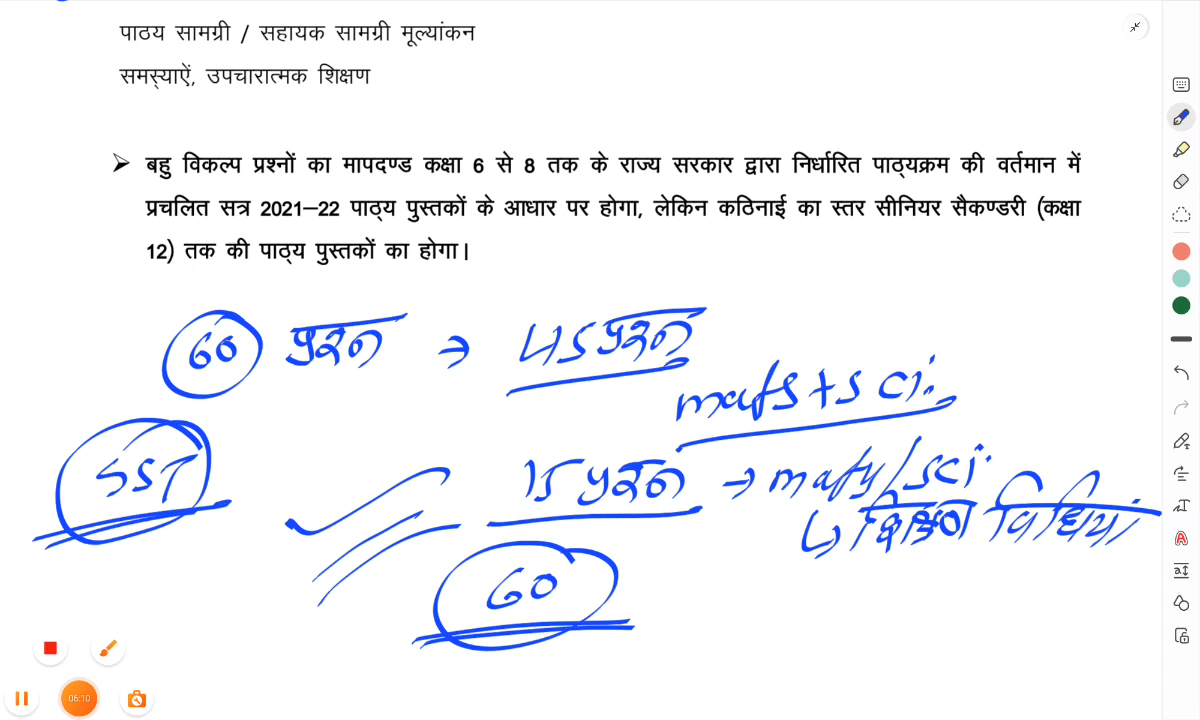 पाठय सामग्री / सहायक सामग्री मूल्यांकन
समस्याऐं, उपचारात्मक शिक्षण
➢ बहु विकल्प प्रश्नों का मापदण्ड कक्षा 6 से 8 तक के राज्य सरकार द्वारा निर्धारित पाठ्यक्रम की वर्तमान में
प्रचलित सत्र 2021–22 पाठ्य पुस्तकों के आधार पर होगा, लेकिन कठिनाई का स्तर सीनियर सैकण्डरी (कक्षा
12) तक की पाठ्य पुस्तकों का होगा।
60 प्रश्न → 45 प्रश्न
maths + sci.
SST
15 प्रश्न → maths/sci.
↳ शिक्षण विधियां
60
06:10